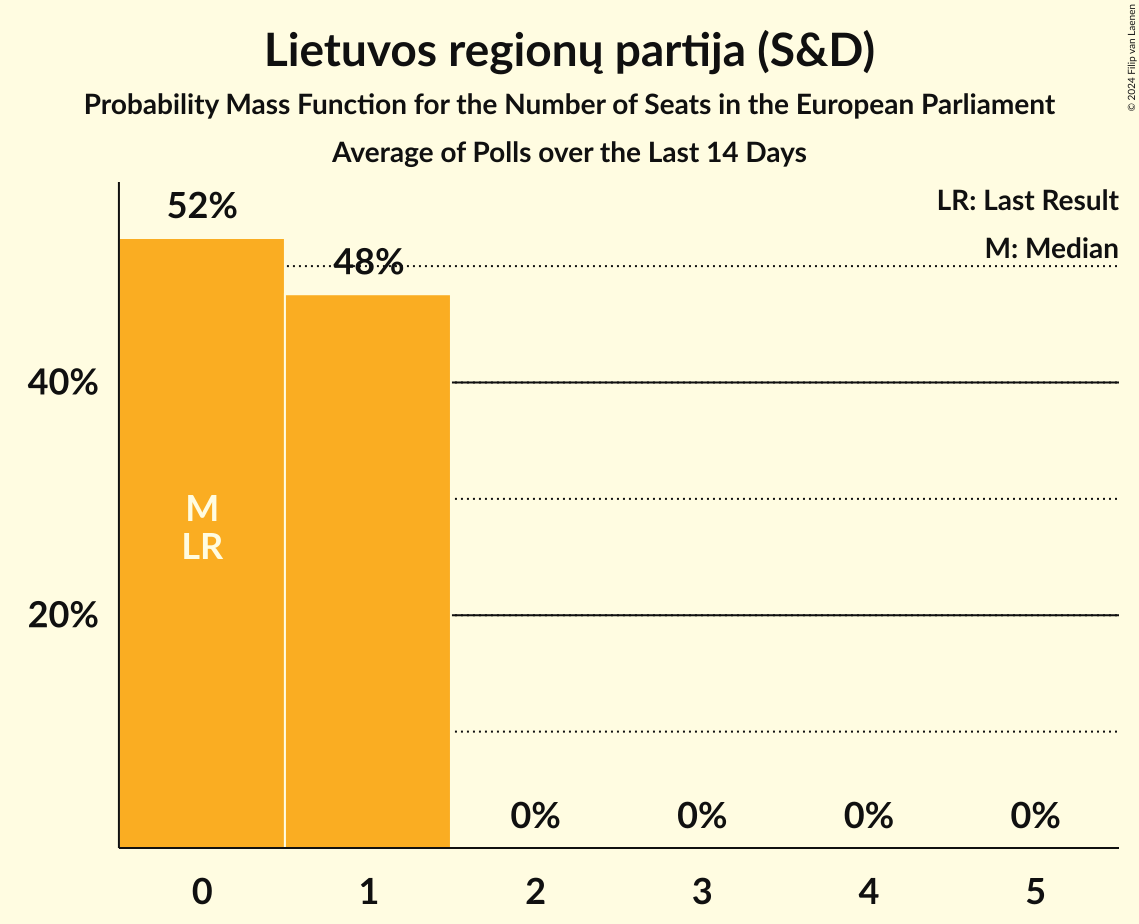 Lietuvos regionų partija (S&D)
Probability Mass Function for the Number of Seats in the European Parliament
Average of Polls over the Last 14 Days
© 2024 Filip van Laenen
LR: Last Result
M: Median
52%
48%
40%
20%
M
LR
0%
0%
0%
0%
0
1
2
3
4
5